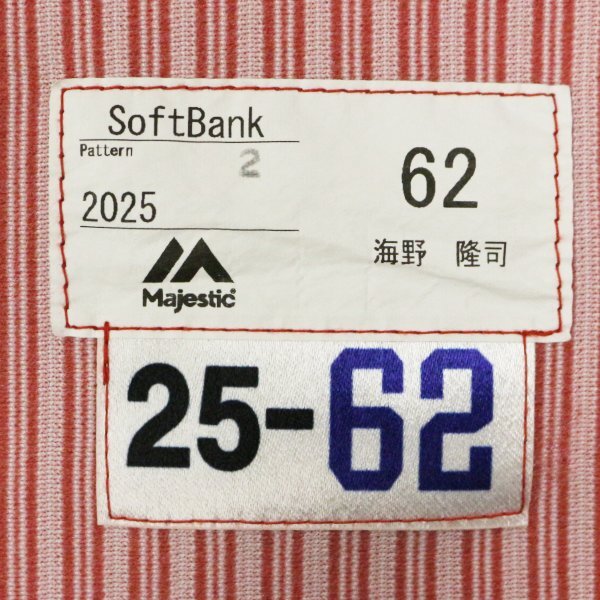 SoftBank
Pattern 2
2025
Majestic
62
海野 隆司
25-62